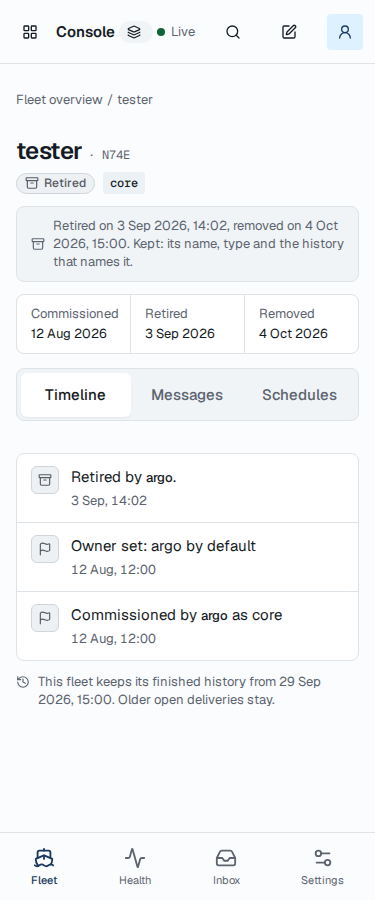 Console Live
Fleet overview / tester
tester · N74E
Retired core
Retired on 3 Sep 2026, 14:02, removed on 4 Oct
2026, 15:00. Kept: its name, type and the history
that names it.
Commissioned Retired Removed
12 Aug 2026 3 Sep 2026 4 Oct 2026
Timeline Messages Schedules
Retired by argo.
3 Sep, 14:02
Owner set: argo by default
12 Aug, 12:00
Commissioned by argo as core
12 Aug, 12:00
This fleet keeps its finished history from 29 Sep
2026, 15:00. Older open deliveries stay.
Fleet Health Inbox Settings